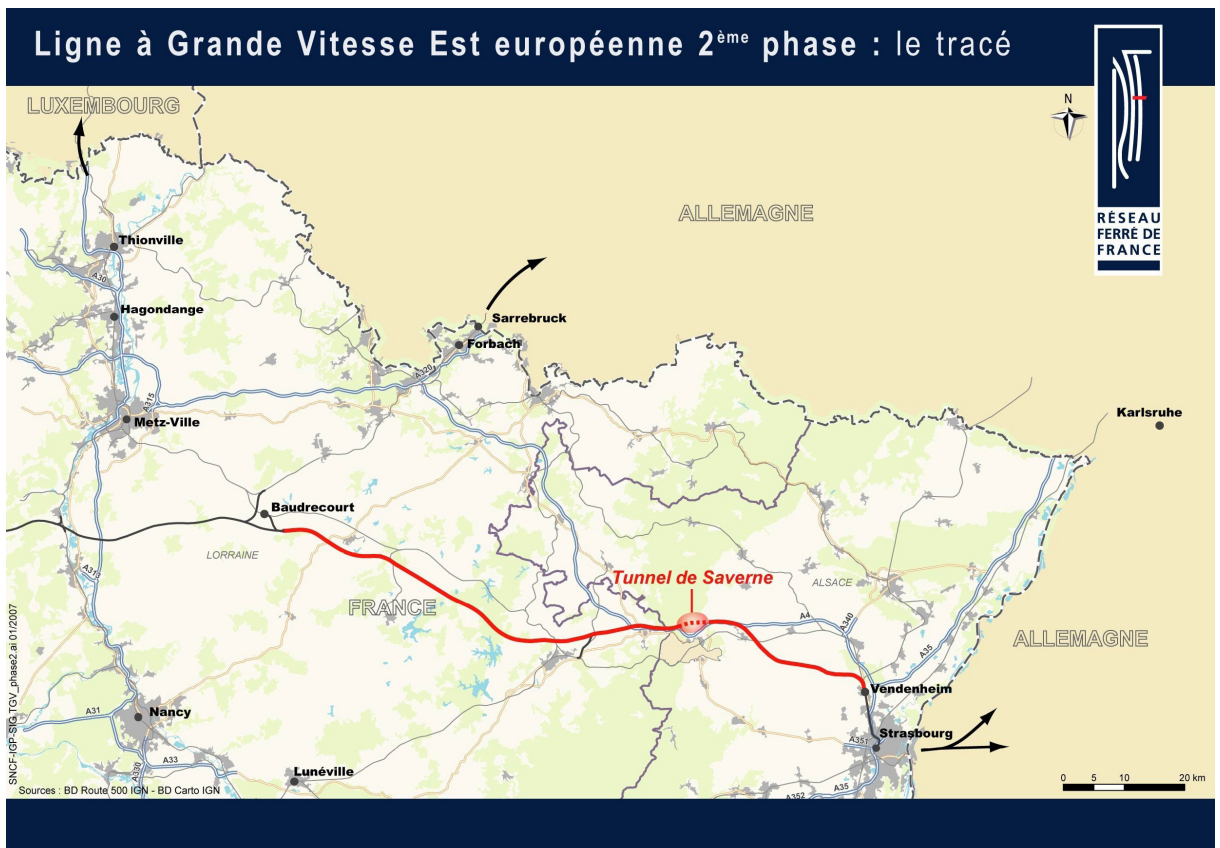 Ligne à Grande Vitesse Est européenne 2ème phase : le tracé
LUXEMBOURG
N
ALLEMAGNE
RÉSEAU
FERRÉ DE
FRANCE
Thionville
A30
Hagondange
Sarrebruck
Forbach
A320
A315
Metz-Ville
Karlsruhe
Baudrecourt
LORRAINE
A313
FRANCE
Tunnel de Saverne
ALSACE
A4
A340
A35
ALLEMAGNE
Vendenheim
Nancy
A31
Strasbourg
A351
A33
A330
Lunéville
A352
A35
0 5 10 20 km
Sources : BD Route 500 IGN - BD Carto IGN
SNCF-IGP-SIG_TGV_phase2.ai 01/2007